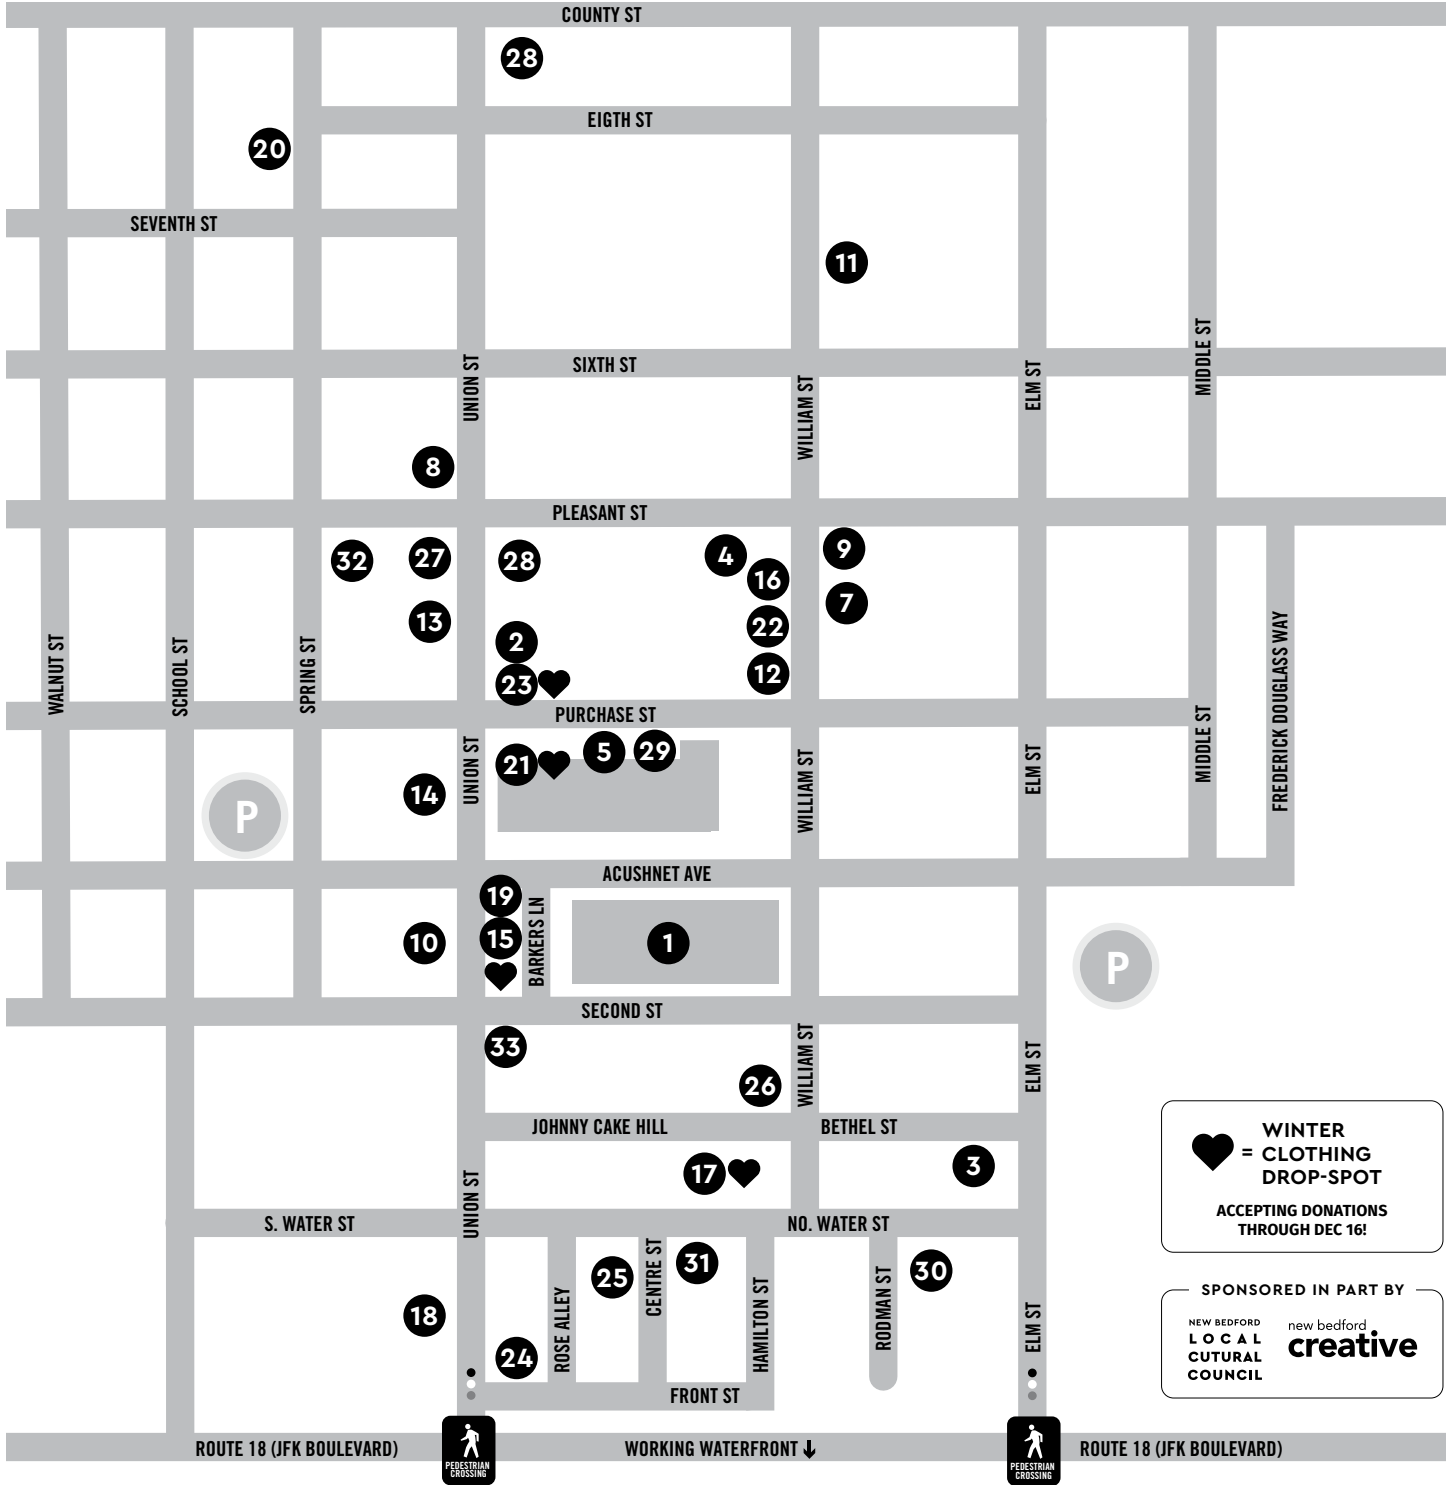 COUNTY ST
28
EIGTH ST
20
SEVENTH ST
11
SIXTH ST
UNION ST
WILLIAM ST
ELM ST
MIDDLE ST
8
PLEASANT ST
32
27
28
4
9
16
7
13
2
22
23
12
WALNUT ST
SCHOOL ST
SPRING ST
FREDERICK DOUGLASS WAY
PURCHASE ST
21
5
29
UNION ST
WILLIAM ST
ELM ST
MIDDLE ST
14
P
ACUSHNET AVE
19
10
15
BARKERS LN
1
P
SECOND ST
33
26
WILLIAM ST
ELM ST
JOHNNY CAKE HILL
BETHEL ST
17
3
UNION ST
S. WATER ST
NO. WATER ST
18
24
ROSE ALLEY
25
CENTRE ST
31
HAMILTON ST
RODMAN ST
30
ELM ST
FRONT ST
PEDESTRIAN
CROSSING
PEDESTRIAN
CROSSING
ROUTE 18 (JFK BOULEVARD)
WORKING WATERFRONT
ROUTE 18 (JFK BOULEVARD)
= WINTER
CLOTHING
DROP-SPOT
ACCEPTING DONATIONS
THROUGH DEC 16!
SPONSORED IN PART BY
NEW BEDFORD
LOCAL
CUTURAL
COUNCIL
new bedford
creative